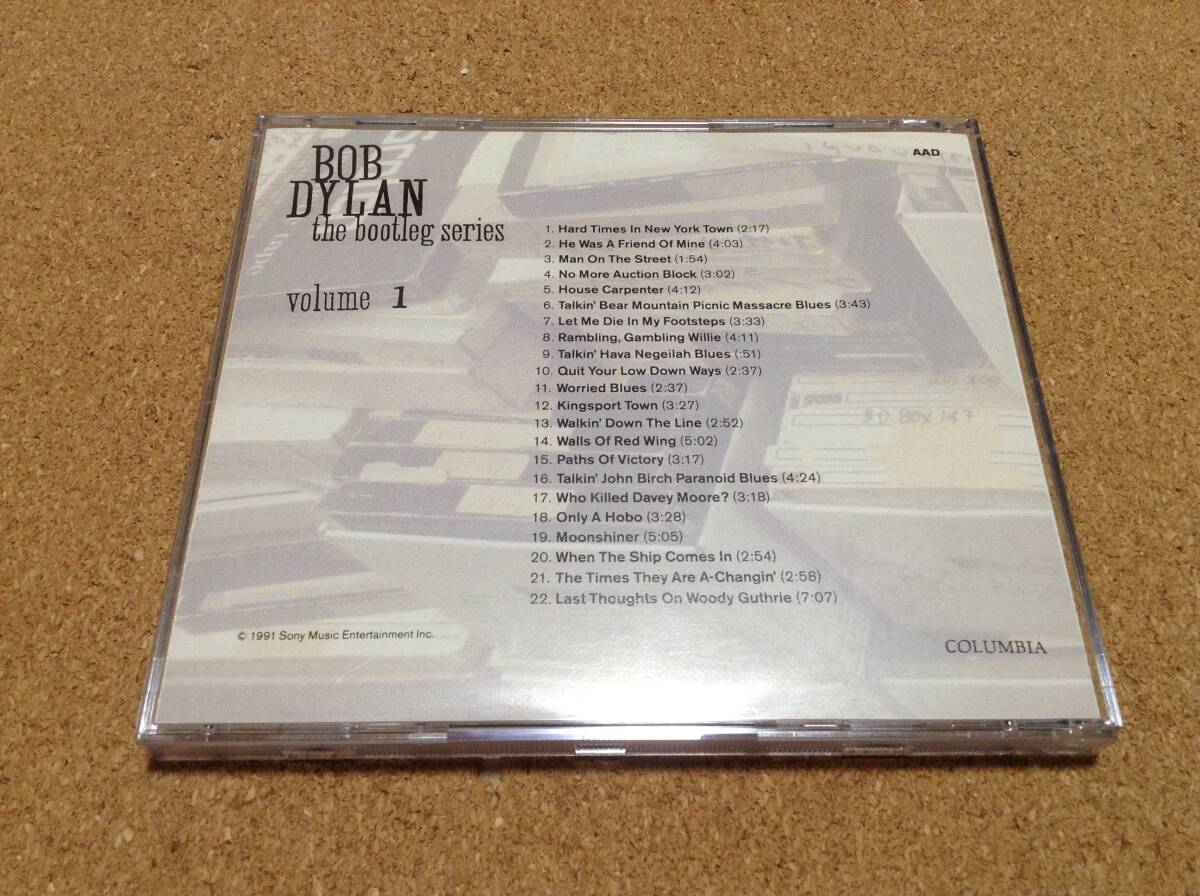 BOB
DYLAN
the bootleg series
volume 1
AAD
1. Hard Times In New York Town (2:17)
2. He Was A Friend Of Mine (4:03)
3. Man On The Street (1:54)
4. No More Auction Block (3:02)
5. House Carpenter (4:12)
6. Talkin' Bear Mountain Picnic Massacre Blues (3:43)
7. Let Me Die In My Footsteps (3:33)
8. Rambling, Gambling Willie (4:11)
9. Talkin' Hava Negeilah Blues (:51)
10. Quit Your Low Down Ways (2:37)
11. Worried Blues (2:37)
12. Kingsport Town (3:27)
13. Walkin' Down The Line (2:52)
14. Walls Of Red Wing (5:02)
15. Paths Of Victory (3:17)
16. Talkin' John Birch Paranoid Blues (4:24)
17. Who Killed Davey Moore? (3:18)
18. Only A Hobo (3:28)
19. Moonshiner (5:05)
20. When The Ship Comes In (2:54)
21. The Times They Are A-Changin' (2:58)
22. Last Thoughts On Woody Guthrie (7:07)
© 1991 Sony Music Entertainment Inc.
COLUMBIA
tape
Box 147